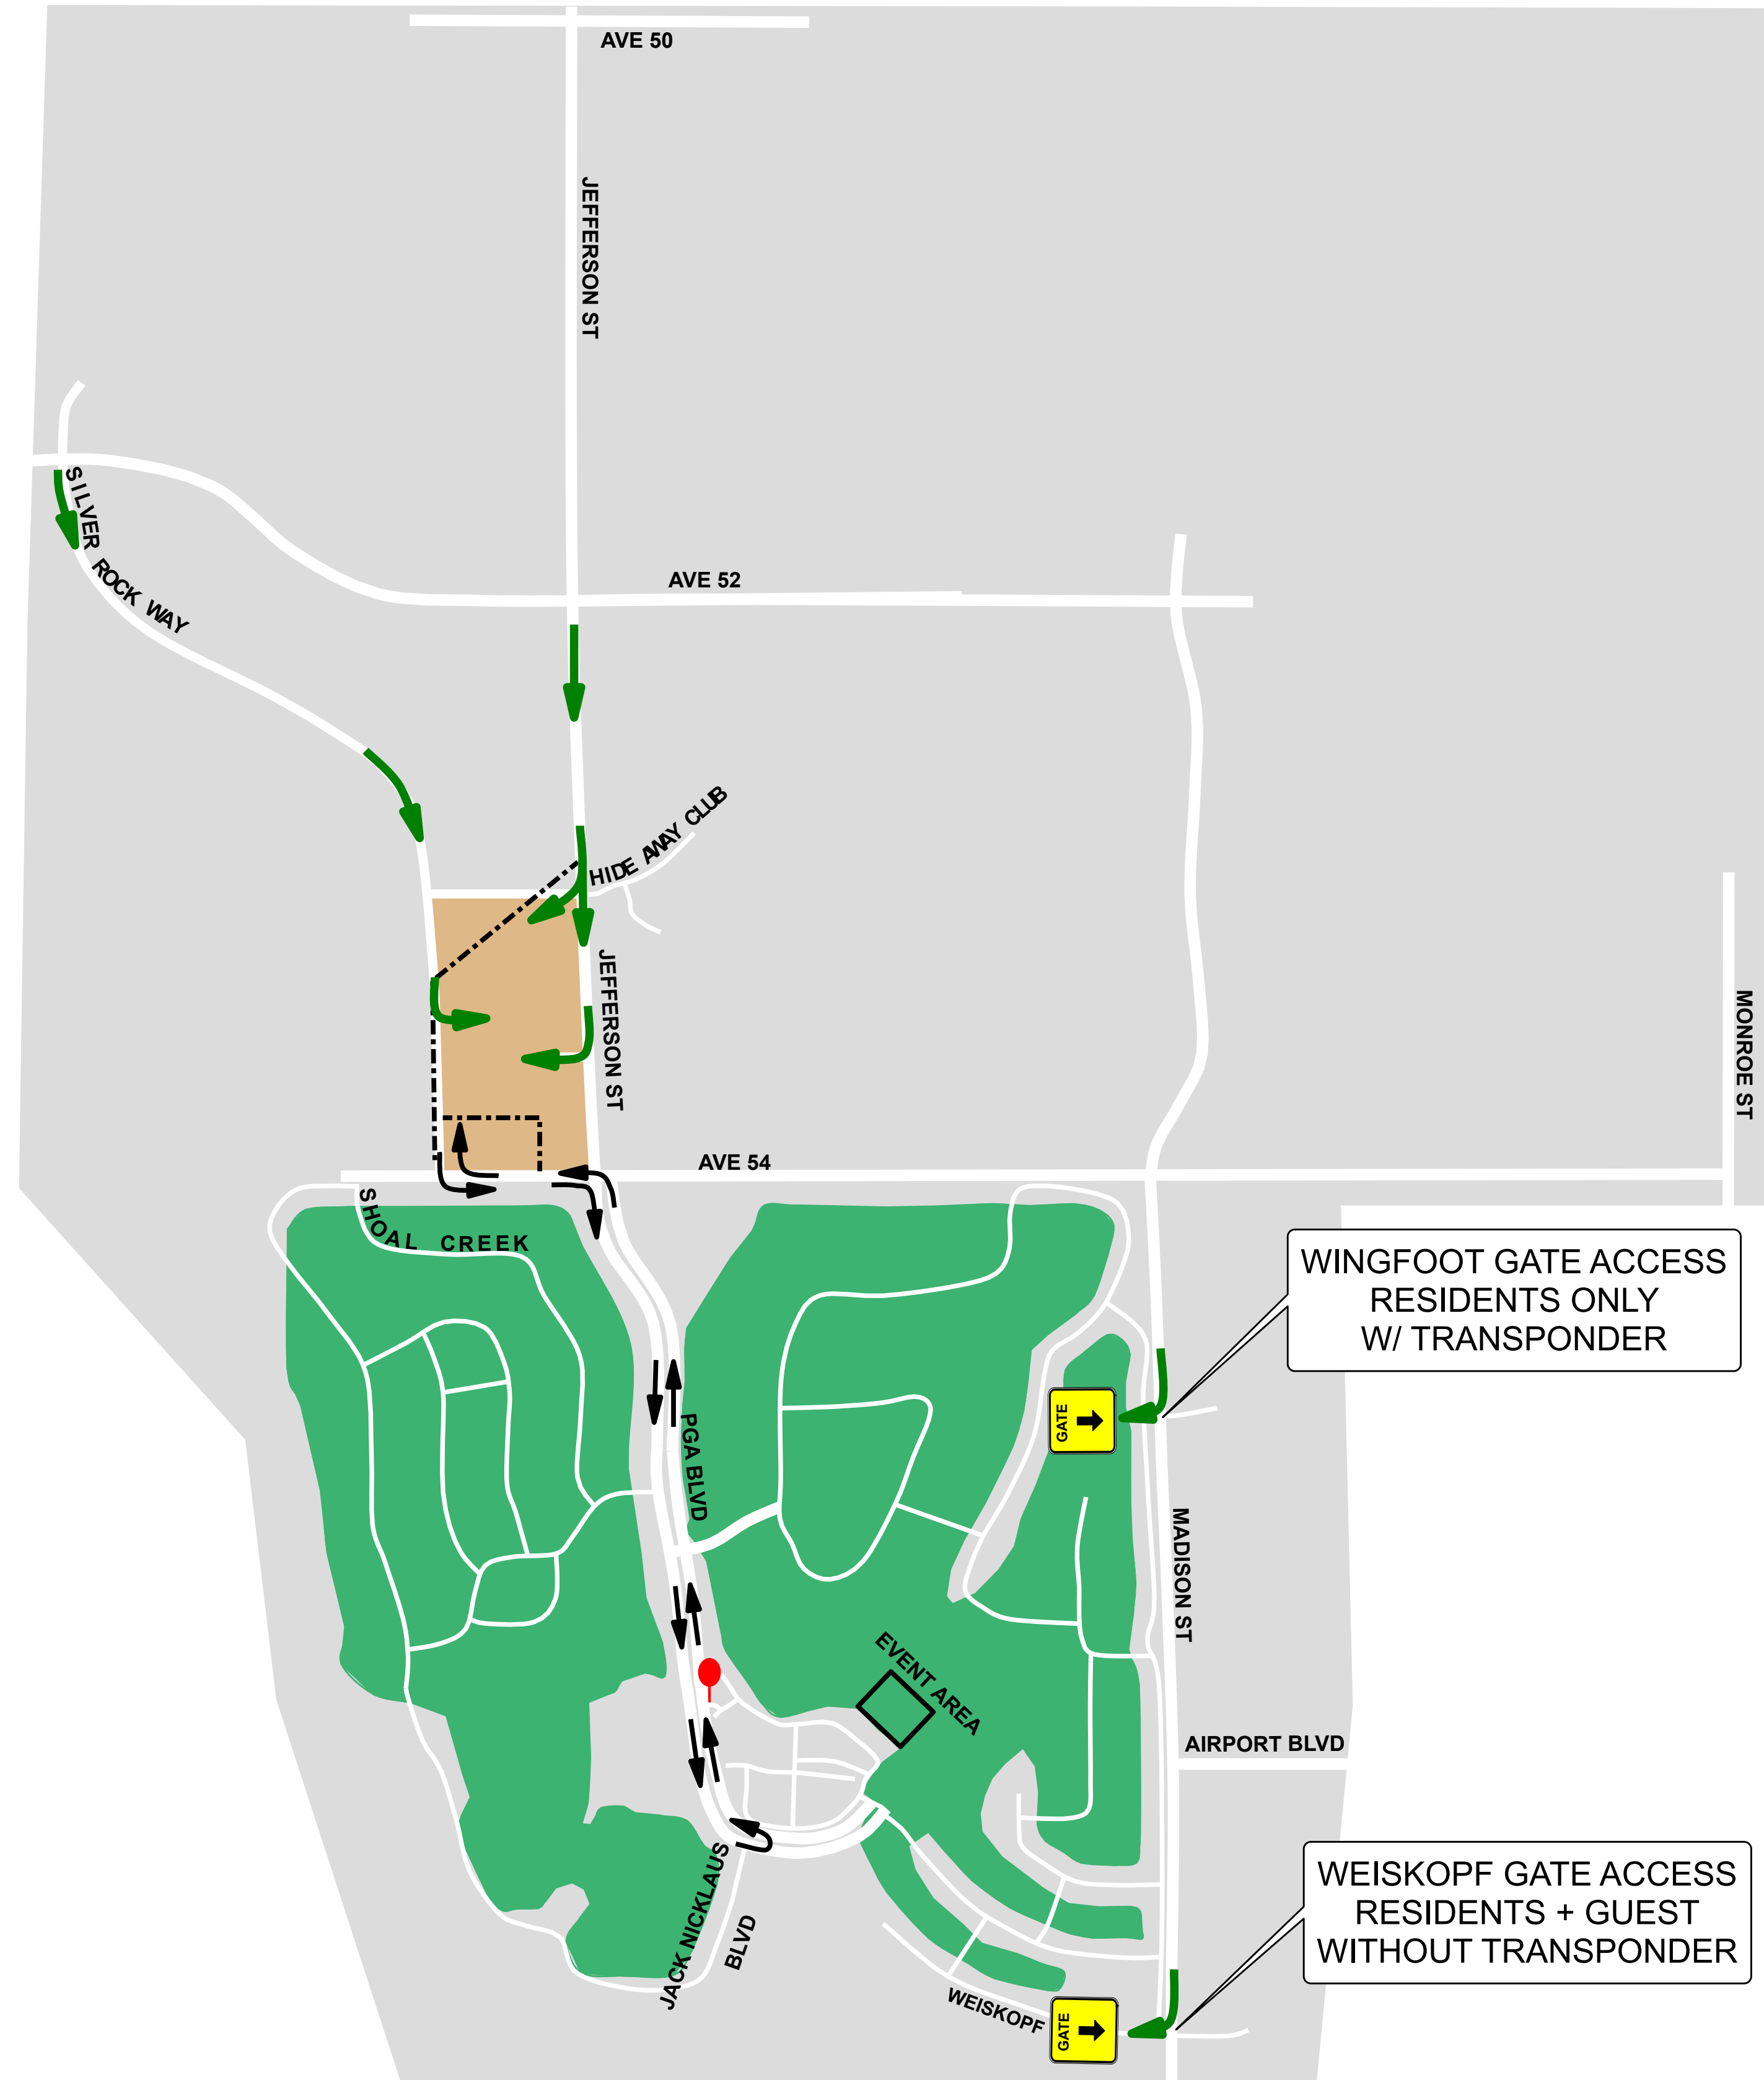 AVE 50
JEFFERSON ST
SILVER ROCK WAY
AVE 52
HIDE AWAY CLUB
JEFFERSON ST
MONROE ST
AVE 54
SHOAL CREEK
WINGFOOT GATE ACCESS
RESIDENTS ONLY
W/ TRANSPONDER
GATE
PGA BLVD
MADISON ST
EVENT AREA
AIRPORT BLVD
JACK NICKLAUS
BLVD
WEISKOPF GATE ACCESS
RESIDENTS + GUEST
WITHOUT TRANSPONDER
WEISKOPF
GATE